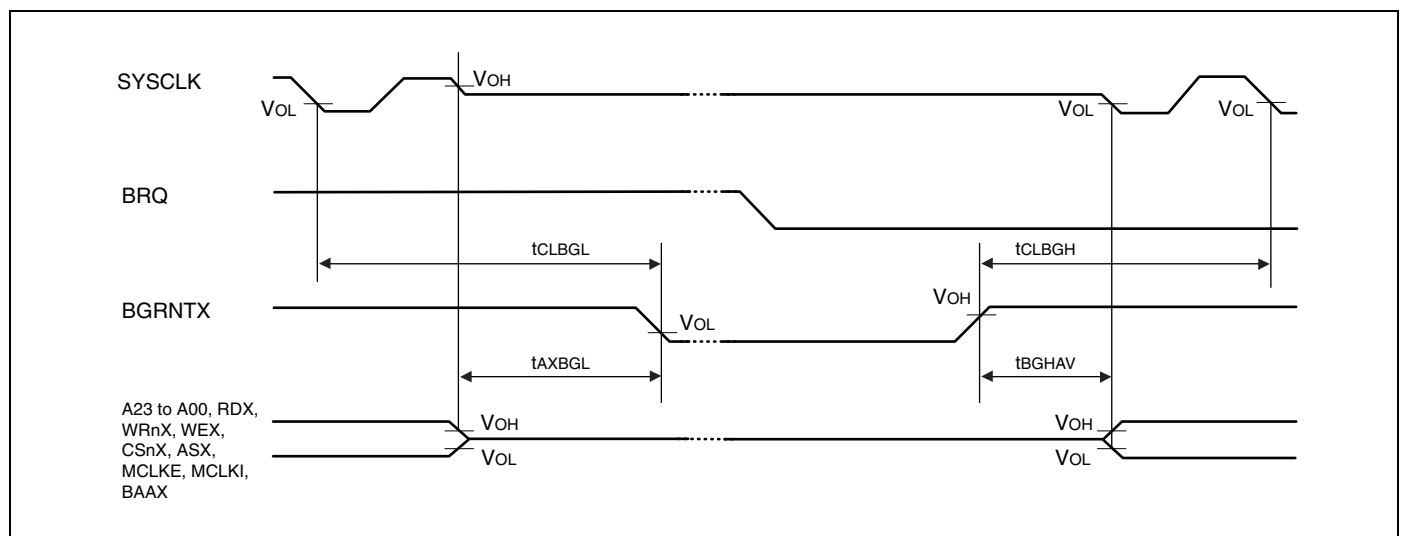 SYSCLK
VOH
VOL
VOL
VOL
BRQ
tCLBGL
tCLBGH
BGRNTX
VOH
VOL
tAXBGL
tBGHAV
A23 to A00, RDX,
WRnX, WEX,
CSnX, ASX,
MCLKE, MCLKI,
BAAX
VOH
VOH
VOL
VOL